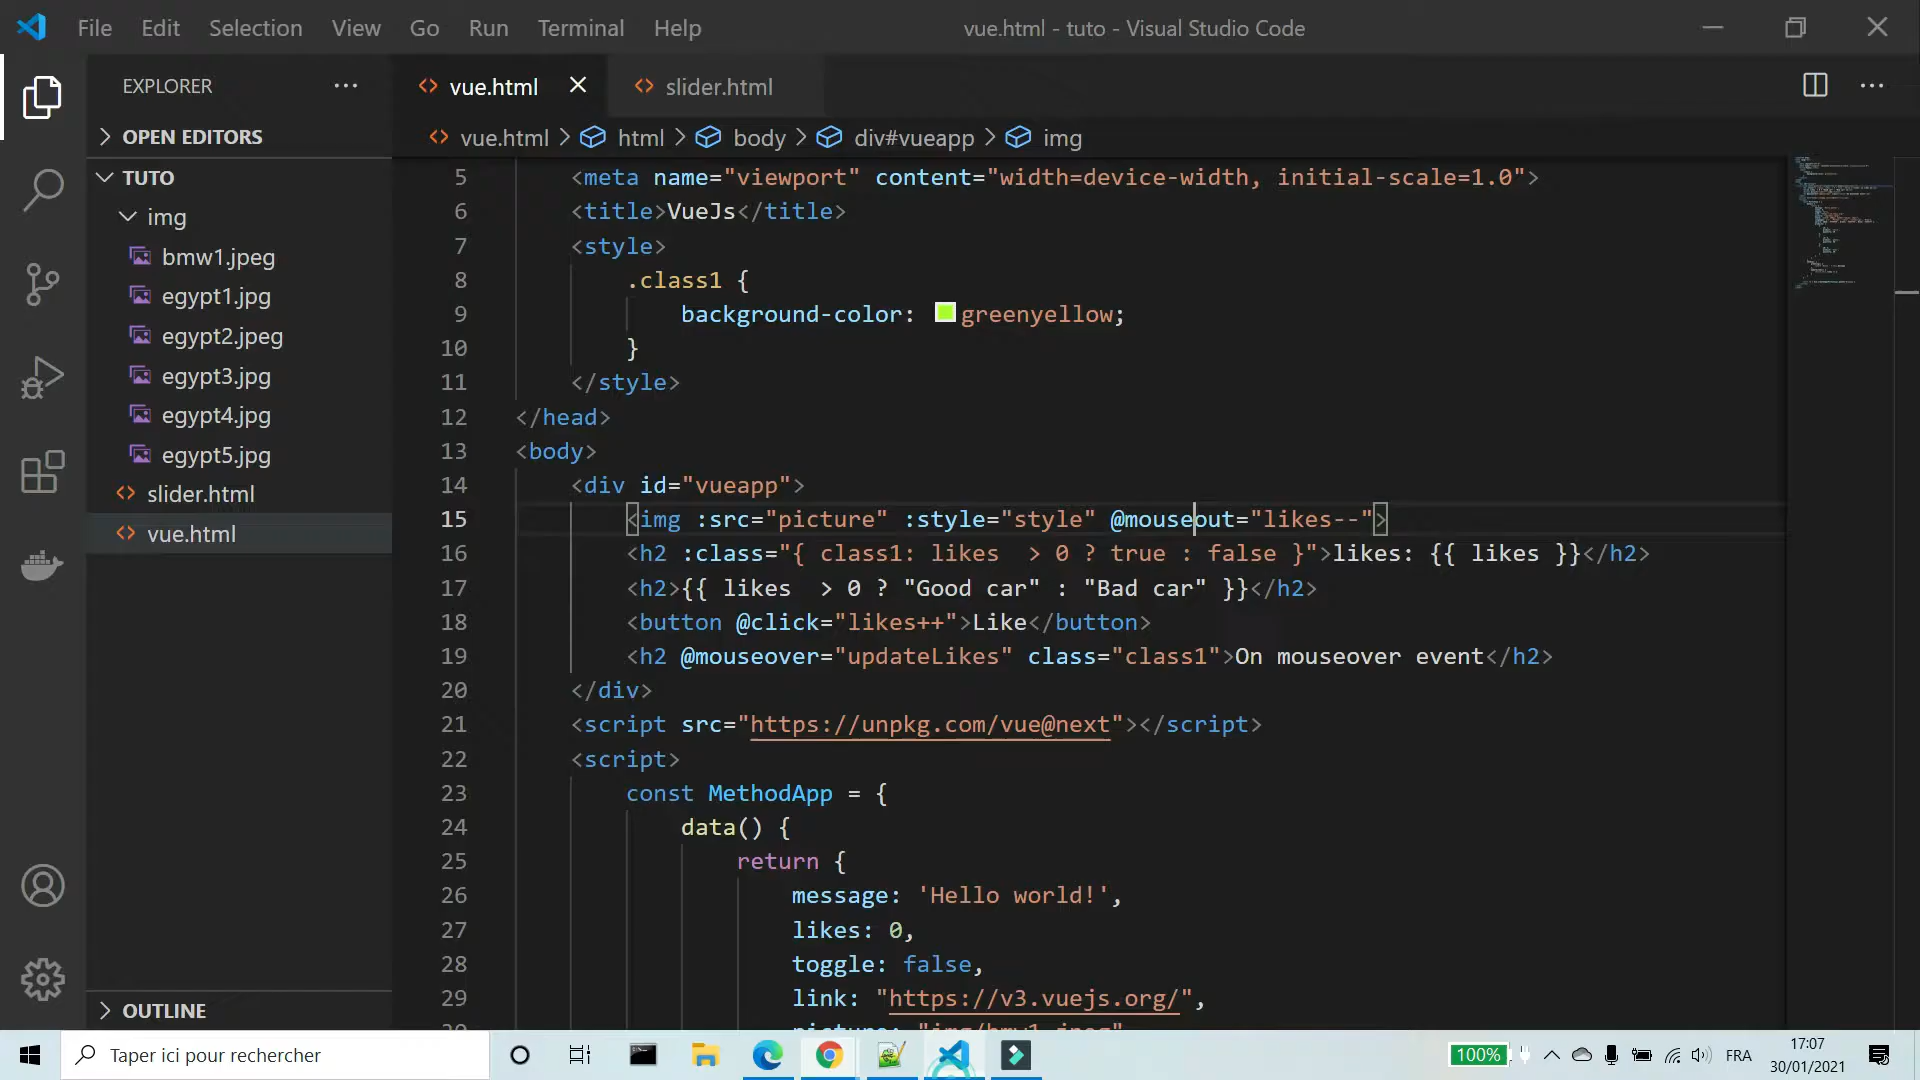 File Edit Selection View Go Run Terminal Help
vue.html - tuto - Visual Studio Code
EXPLORER
OPEN EDITORS
TUTO
img
bmw1.jpeg
egypt1.jpg
egypt2.jpeg
egypt3.jpg
egypt4.jpg
egypt5.jpg
slider.html
vue.html
OUTLINE
vue.html
slider.html
vue.html > html > body > div#vueapp > img
5 <meta name="viewport" content="width=device-width, initial-scale=1.0">
6 <title>VueJs</title>
7 <style>
8 .class1 {
9 background-color: greenyellow;
10 }
11 </style>
12 </head>
13 <body>
14 <div id="vueapp">
15 <img :src="picture" :style="style" @mouseout="likes--">
16 <h2 :class="{ class1: likes  > 0 ? true : false }">likes: {{ likes }}</h2>
17 <h2>{{ likes  > 0 ? "Good car" : "Bad car" }}</h2>
18 <button @click="likes++">Like</button>
19 <h2 @mouseover="updateLikes" class="class1">On mouseover event</h2>
20 </div>
21 <script src="https://unpkg.com/vue@next"></script>
22 <script>
23 const MethodApp = {
24 data() {
25 return {
26 message: 'Hello world!',
27 likes: 0,
28 toggle: false,
29 link: "https://v3.vuejs.org/",
Taper ici pour rechercher
100%
FRA
17:07
30/01/2021